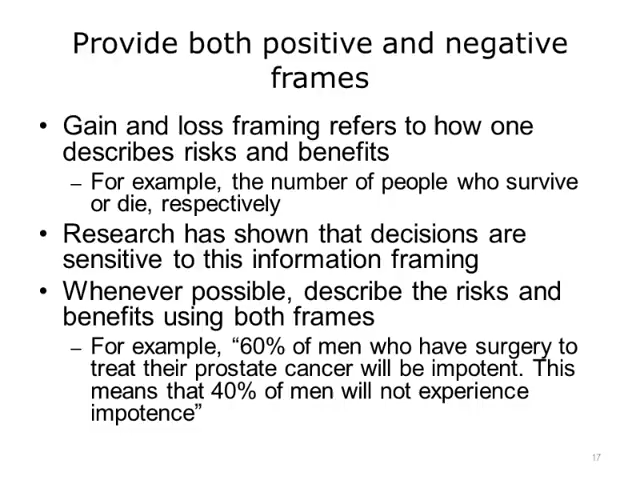 Provide both positive and negative
frames
• Gain and loss framing refers to how one
describes risks and benefits
– For example, the number of people who survive
or die, respectively
• Research has shown that decisions are
sensitive to this information framing
• Whenever possible, describe the risks and
benefits using both frames
– For example, “60% of men who have surgery to
treat their prostate cancer will be impotent. This
means that 40% of men will not experience
impotence”
17